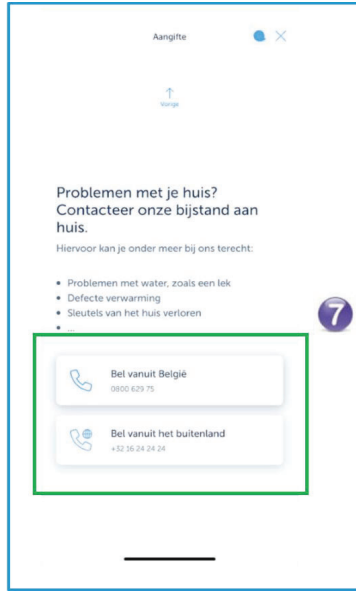 Aangifte
Vorige
Problemen met je huis?
Contacteer onze bijstand aan
huis.
Hiervoor kan je onder meer bij ons terecht:
• Problemen met water, zoals een lek
• Defecte verwarming
• Sleutels van het huis verloren
• ...
7
Bel vanuit België
0800 629 75
Bel vanuit het buitenland
+32 16 24 24 24